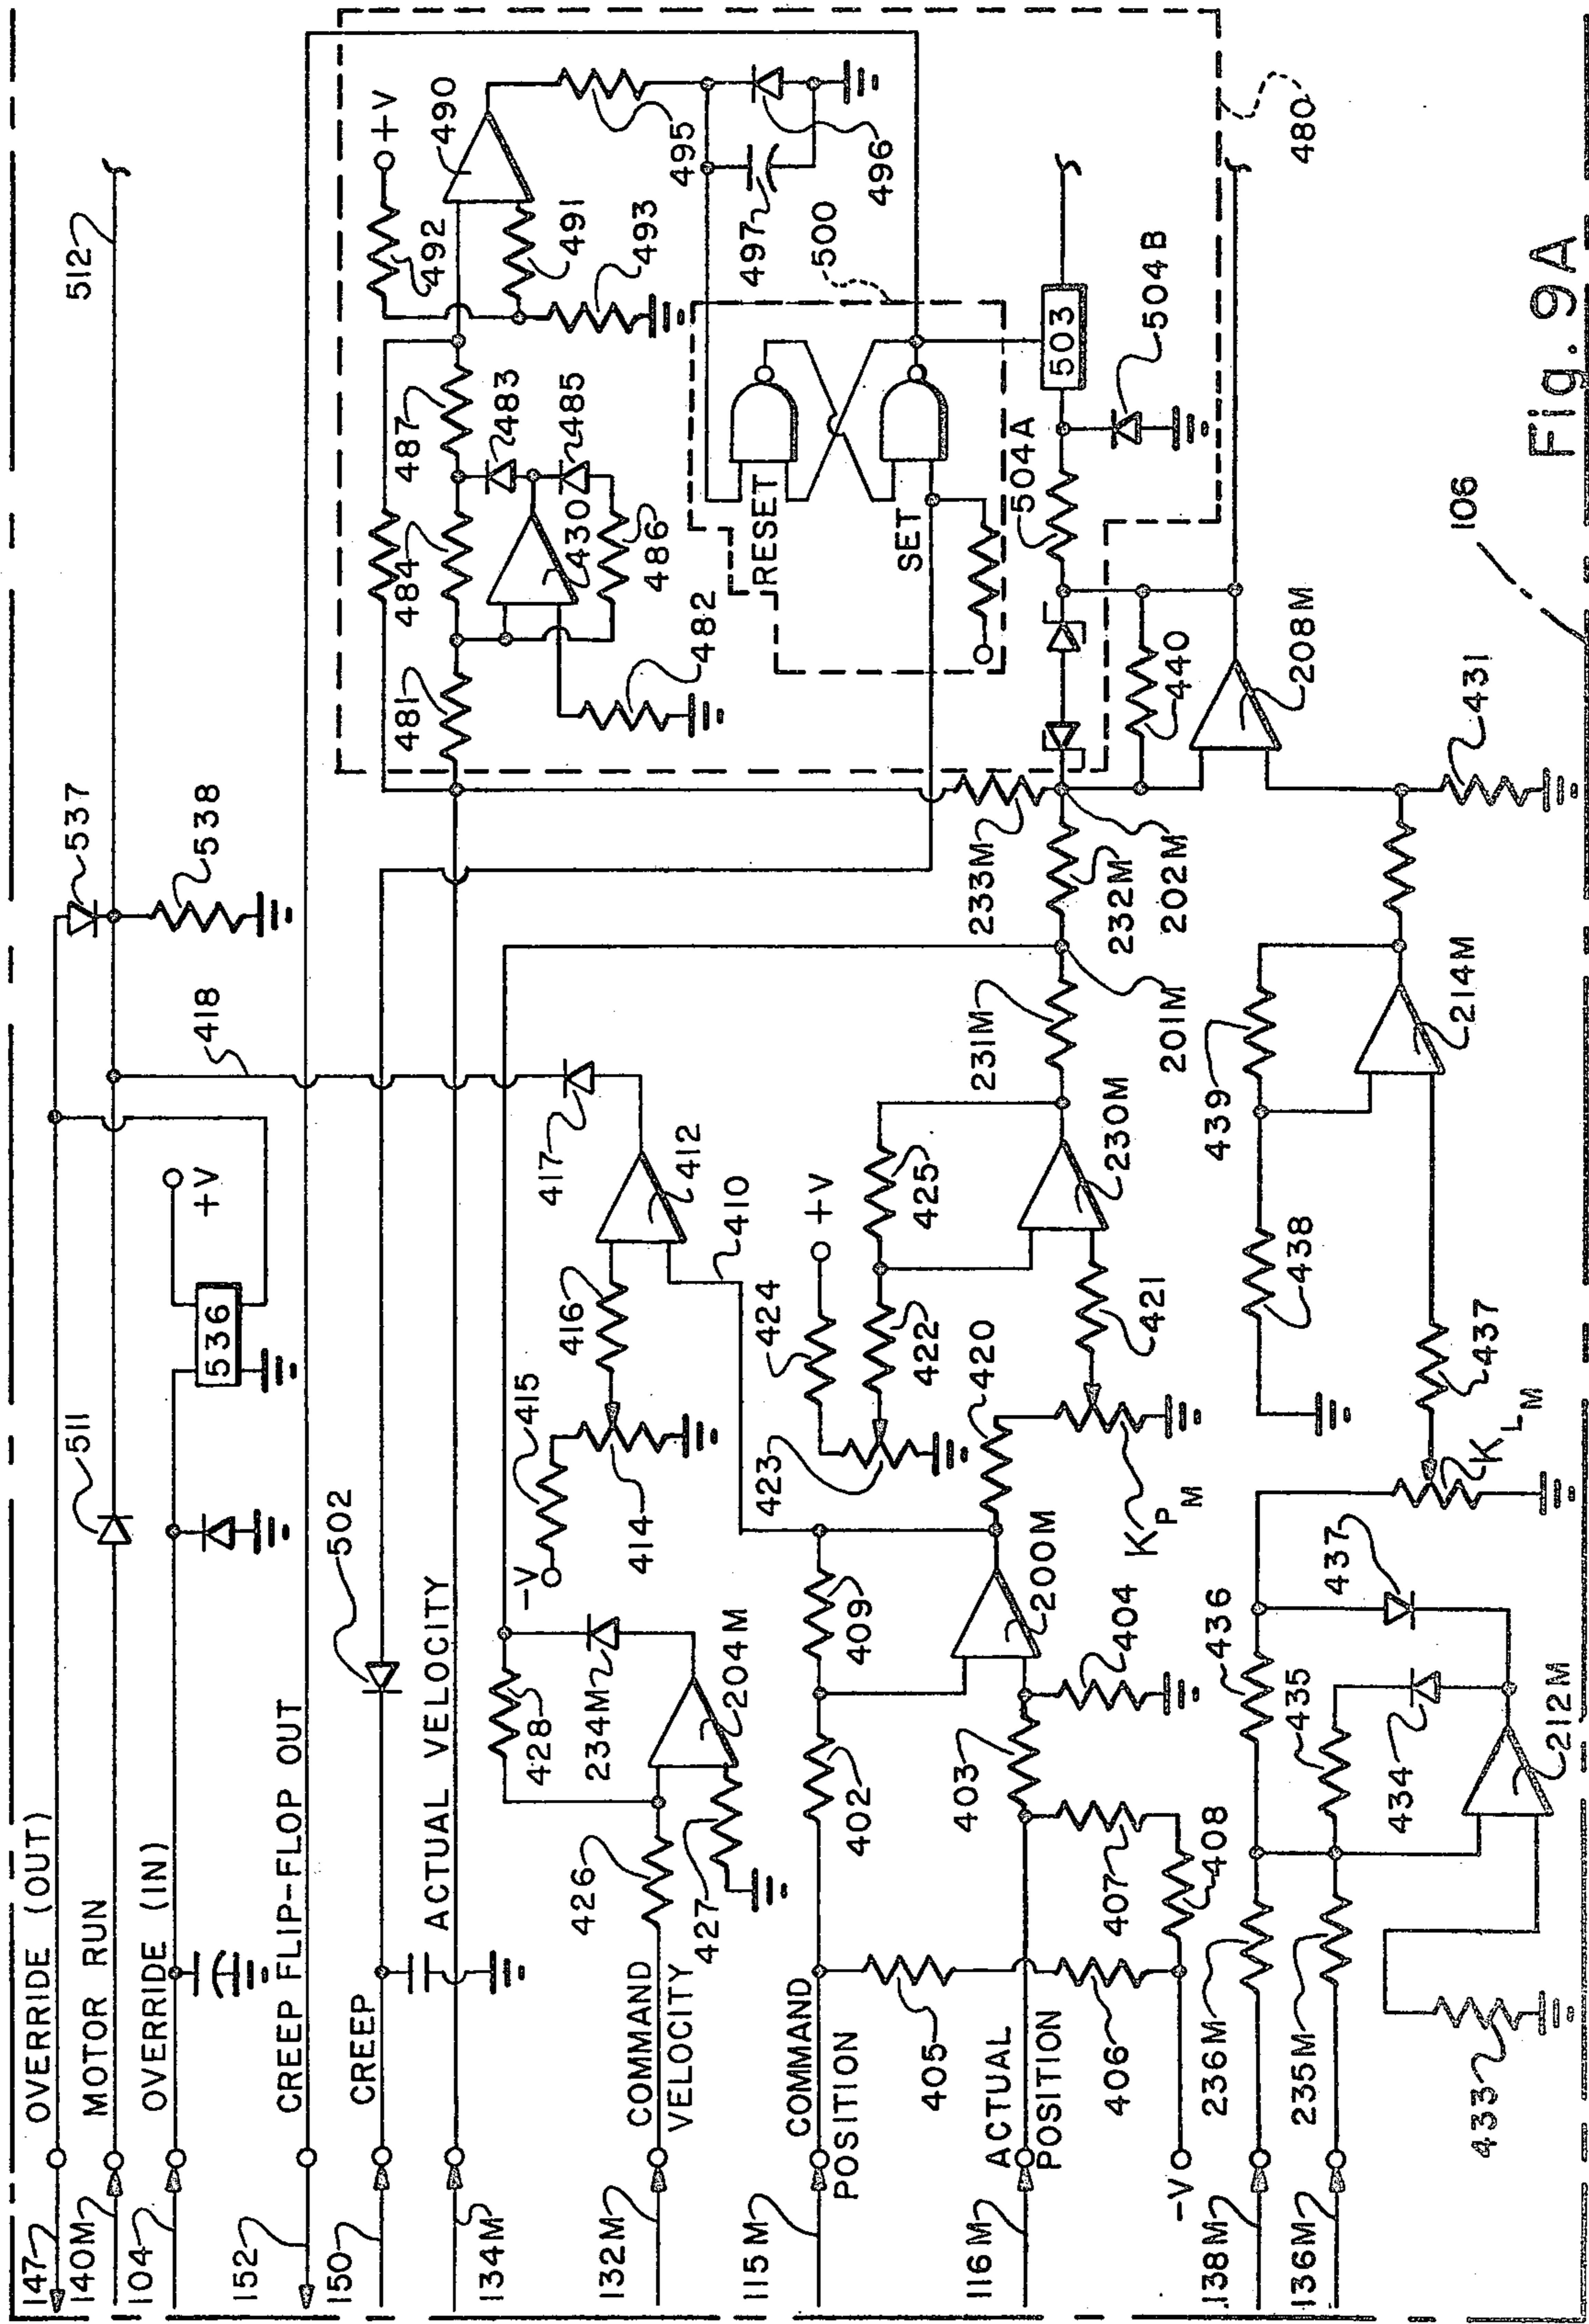 147 OVERRIDE (OUT)
140M MOTOR RUN
104 OVERRIDE (IN)
152 CREEP FLIP-FLOP OUT
150 CREEP
134M ACTUAL VELOCITY
132M COMMAND VELOCITY
115M COMMAND POSITION
116M ACTUAL POSITION
-V
138M
136M
511
536
+V
418
537
538
512
502
428
234M
204M
426
427
-V
415
414
416
412
417
410
402
409
200M
403
404
405
406
407
408
420
K P M
421
423
424
+V
422
425
230M
231M
201M
232M
202M
233M
236M
235M
433
436
435
434
437
212M
K L M
437
438
439
214M
431
440
208M
481
484
487
483
485
430
486
482
492
+V
490
491
493
495
496
497
500
RESET
SET
503
504A
504B
480
106
Fig. 9A